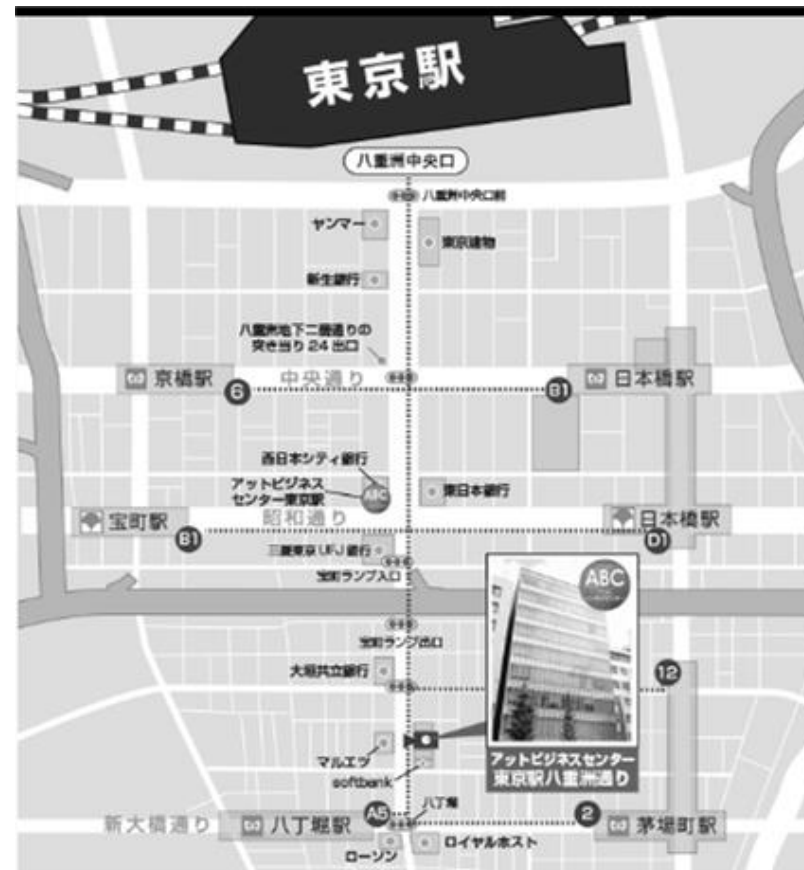 東京駅
八重洲中央口
八重洲中央口前
ヤンマー
東京建物
新生銀行
八重洲地下二番通りの
突き当り 24 出口
京橋駅
6
中央通り
B1
日本橋駅
西日本シティ銀行
アットビジネス
センター東京駅
ABC
東日本銀行
宝町駅
昭和通り
日本橋駅
B1
D1
三菱東京 UFJ 銀行
宝町ランプ入口
ABC
宝町ランプ出口
大垣共立銀行
12
マルエツ
softbank
アットビジネスセンター
東京駅八重洲通り
新大橋通り
八丁堀駅
A5
八丁堀
2
茅場町駅
ローソン
ロイヤルホスト